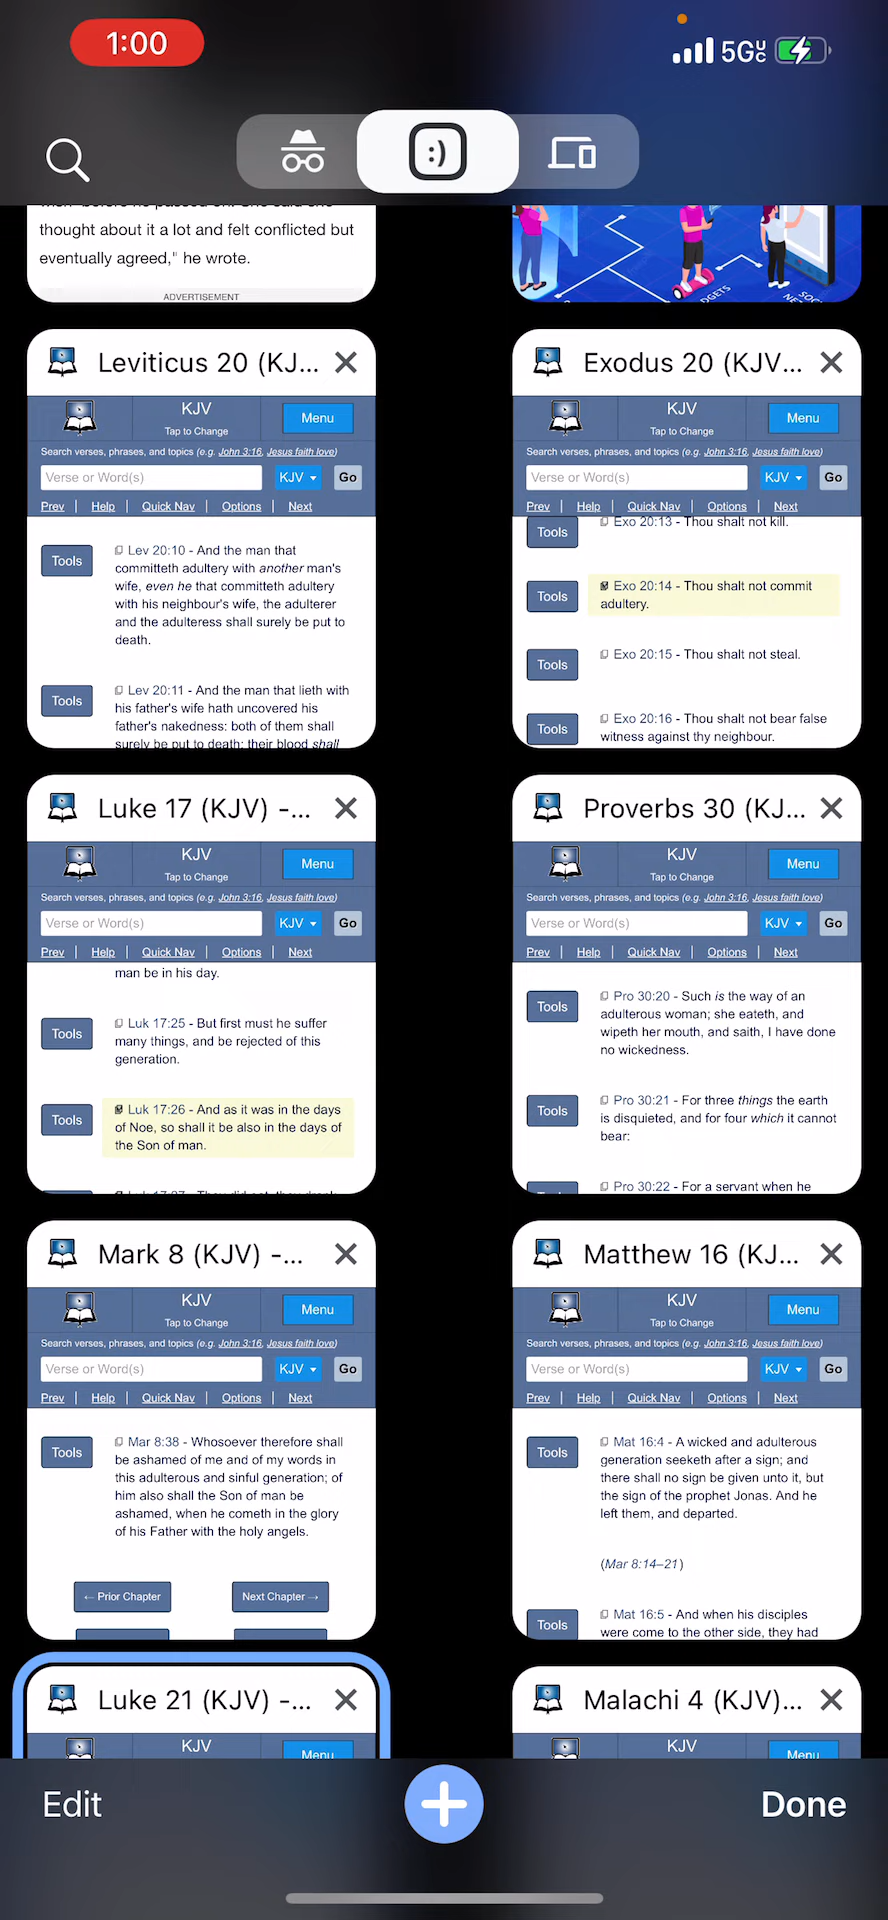 1:00
5G UC
:)
thought about it a lot and felt conflicted but
eventually agreed," he wrote.
ADVERTISEMENT
Leviticus 20 (KJ...
KJV
Menu
Tap to Change
Search verses, phrases, and topics (e.g. John 3:16, Jesus faith love)
Verse or Word(s)
KJV
Go
Prev | Help | Quick Nav | Options | Next
Tools
Lev 20:10 - And the man that
committeth adultery with another man's
wife, even he that committeth adultery
with his neighbour's wife, the adulterer
and the adulteress shall surely be put to
death.
Tools
Lev 20:11 - And the man that lieth with
his father's wife hath uncovered his
father's nakedness: both of them shall
surely be put to death; their blood shall
Exodus 20 (KJV...
KJV
Menu
Tap to Change
Search verses, phrases, and topics (e.g. John 3:16, Jesus faith love)
Verse or Word(s)
KJV
Go
Prev | Help | Quick Nav | Options | Next
Exo 20:13 - Thou shalt not kill.
Tools
Tools
Exo 20:14 - Thou shalt not commit
adultery.
Tools
Exo 20:15 - Thou shalt not steal.
Tools
Exo 20:16 - Thou shalt not bear false
witness against thy neighbour.
Luke 17 (KJV) -...
KJV
Menu
Tap to Change
Search verses, phrases, and topics (e.g. John 3:16, Jesus faith love)
Verse or Word(s)
KJV
Go
Prev | Help | Quick Nav | Options | Next
man be in his day.
Tools
Luk 17:25 - But first must he suffer
many things, and be rejected of this
generation.
Tools
Luk 17:26 - And as it was in the days
of Noe, so shall it be also in the days of
the Son of man.
Proverbs 30 (KJ...
KJV
Menu
Tap to Change
Search verses, phrases, and topics (e.g. John 3:16, Jesus faith love)
Verse or Word(s)
KJV
Go
Prev | Help | Quick Nav | Options | Next
Tools
Pro 30:20 - Such is the way of an
adulterous woman; she eateth, and
wipeth her mouth, and saith, I have done
no wickedness.
Tools
Pro 30:21 - For three things the earth
is disquieted, and for four which it cannot
bear:
Pro 30:22 - For a servant when he
Mark 8 (KJV) -...
KJV
Menu
Tap to Change
Search verses, phrases, and topics (e.g. John 3:16, Jesus faith love)
Verse or Word(s)
KJV
Go
Prev | Help | Quick Nav | Options | Next
Tools
Mar 8:38 - Whosoever therefore shall
be ashamed of me and of my words in
this adulterous and sinful generation; of
him also shall the Son of man be
ashamed, when he cometh in the glory
of his Father with the holy angels.
← Prior Chapter
Next Chapter →
Matthew 16 (KJ...
KJV
Menu
Tap to Change
Search verses, phrases, and topics (e.g. John 3:16, Jesus faith love)
Verse or Word(s)
KJV
Go
Prev | Help | Quick Nav | Options | Next
Tools
Mat 16:4 - A wicked and adulterous
generation seeketh after a sign; and
there shall no sign be given unto it, but
the sign of the prophet Jonas. And he
left them, and departed.
(Mar 8:14–21)
Tools
Mat 16:5 - And when his disciples
were come to the other side, they had
Luke 21 (KJV) -...
KJV
Menu
Malachi 4 (KJV)...
KJV
Menu
Edit
Done